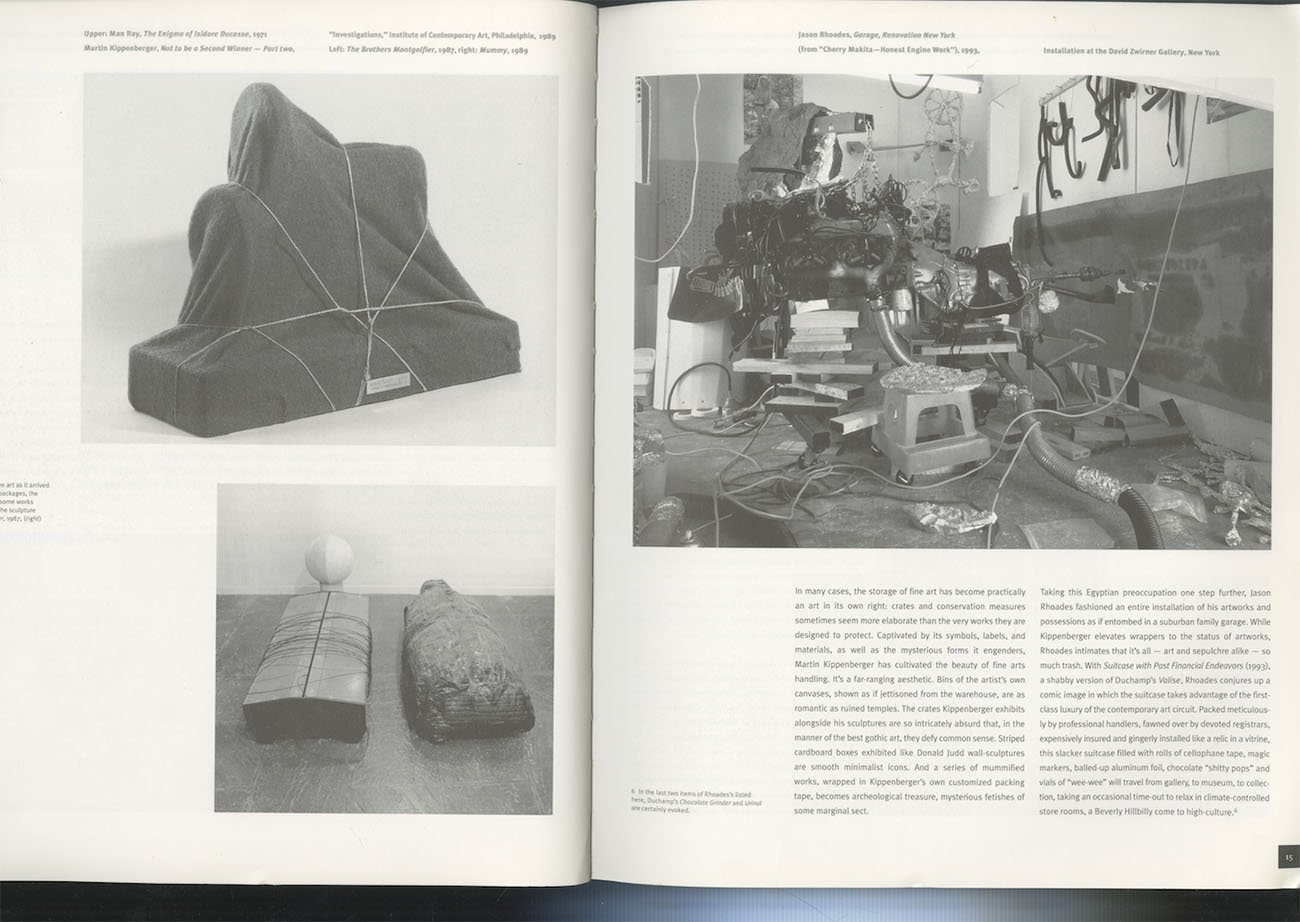 Upper: Man Ray, The Enigma of Isidore Ducasse, 1971
Martin Kippenberger, Not to be a Second Winner — Part two,
"Investigations," Institute of Contemporary Art, Philadelphia, 1989
Left: The Brothers Montgolfier, 1987, right: Mummy, 1989
n art as it arrived
packages, the
some works
he sculpture
r, 1987, (right)
Jason Rhoades, Garage, Renovation New York
(from "Cherry Makita—Honest Engine Work"), 1993,
Installation at the David Zwirner Gallery, New York
6 In the last two items of Rhoades's listed
here, Duchamp's Chocolate Grinder and Urinal
are certainly evoked.
In many cases, the storage of fine art has become practically
an art in its own right: crates and conservation measures
sometimes seem more elaborate than the very works they are
designed to protect. Captivated by its symbols, labels, and
materials, as well as the mysterious forms it engenders,
Martin Kippenberger has cultivated the beauty of fine arts
handling. It's a far-ranging aesthetic. Bins of the artist's own
canvases, shown as if jettisoned from the warehouse, are as
romantic as ruined temples. The crates Kippenberger exhibits
alongside his sculptures are so intricately absurd that, in the
manner of the best gothic art, they defy common sense. Striped
cardboard boxes exhibited like Donald Judd wall-sculptures
are smooth minimalist icons. And a series of mummified
works, wrapped in Kippenberger's own customized packing
tape, becomes archeological treasure, mysterious fetishes of
some marginal sect.
Taking this Egyptian preoccupation one step further, Jason
Rhoades fashioned an entire installation of his artworks and
possessions as if entombed in a suburban family garage. While
Kippenberger elevates wrappers to the status of artworks,
Rhoades intimates that it's all — art and sepulchre alike — so
much trash. With Suitcase with Past Financial Endeavors (1993),
a shabby version of Duchamp's Valise, Rhoades conjures up a
comic image in which the suitcase takes advantage of the first-
class luxury of the contemporary art circuit. Packed meticulous-
ly by professional handlers, fawned over by devoted registrars,
expensively insured and gingerly installed like a relic in a vitrine,
this slacker suitcase filled with rolls of cellophane tape, magic
markers, balled-up aluminum foil, chocolate "shitty pops" and
vials of "wee-wee" will travel from gallery, to museum, to collec-
tion, taking an occasional time-out to relax in climate-controlled
store rooms, a Beverly Hillbilly come to high-culture.6
15